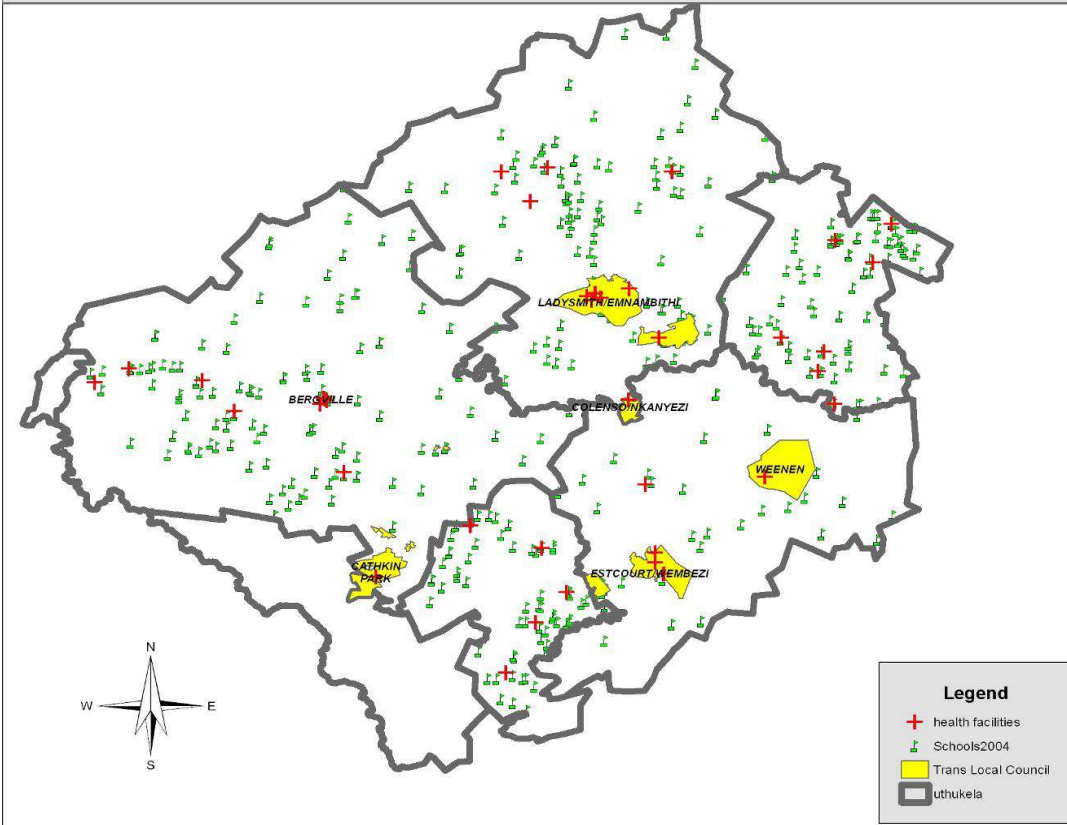 LADYSMITH/EMNAMBITHI
BERGVILLE
COLENSO/NKANYEZI
WEENEN
CATHKIN
PARK
ESTCOURT/WEMBEZI
N
W
E
S
Legend
health facilities
Schools2004
Trans Local Council
uthukela